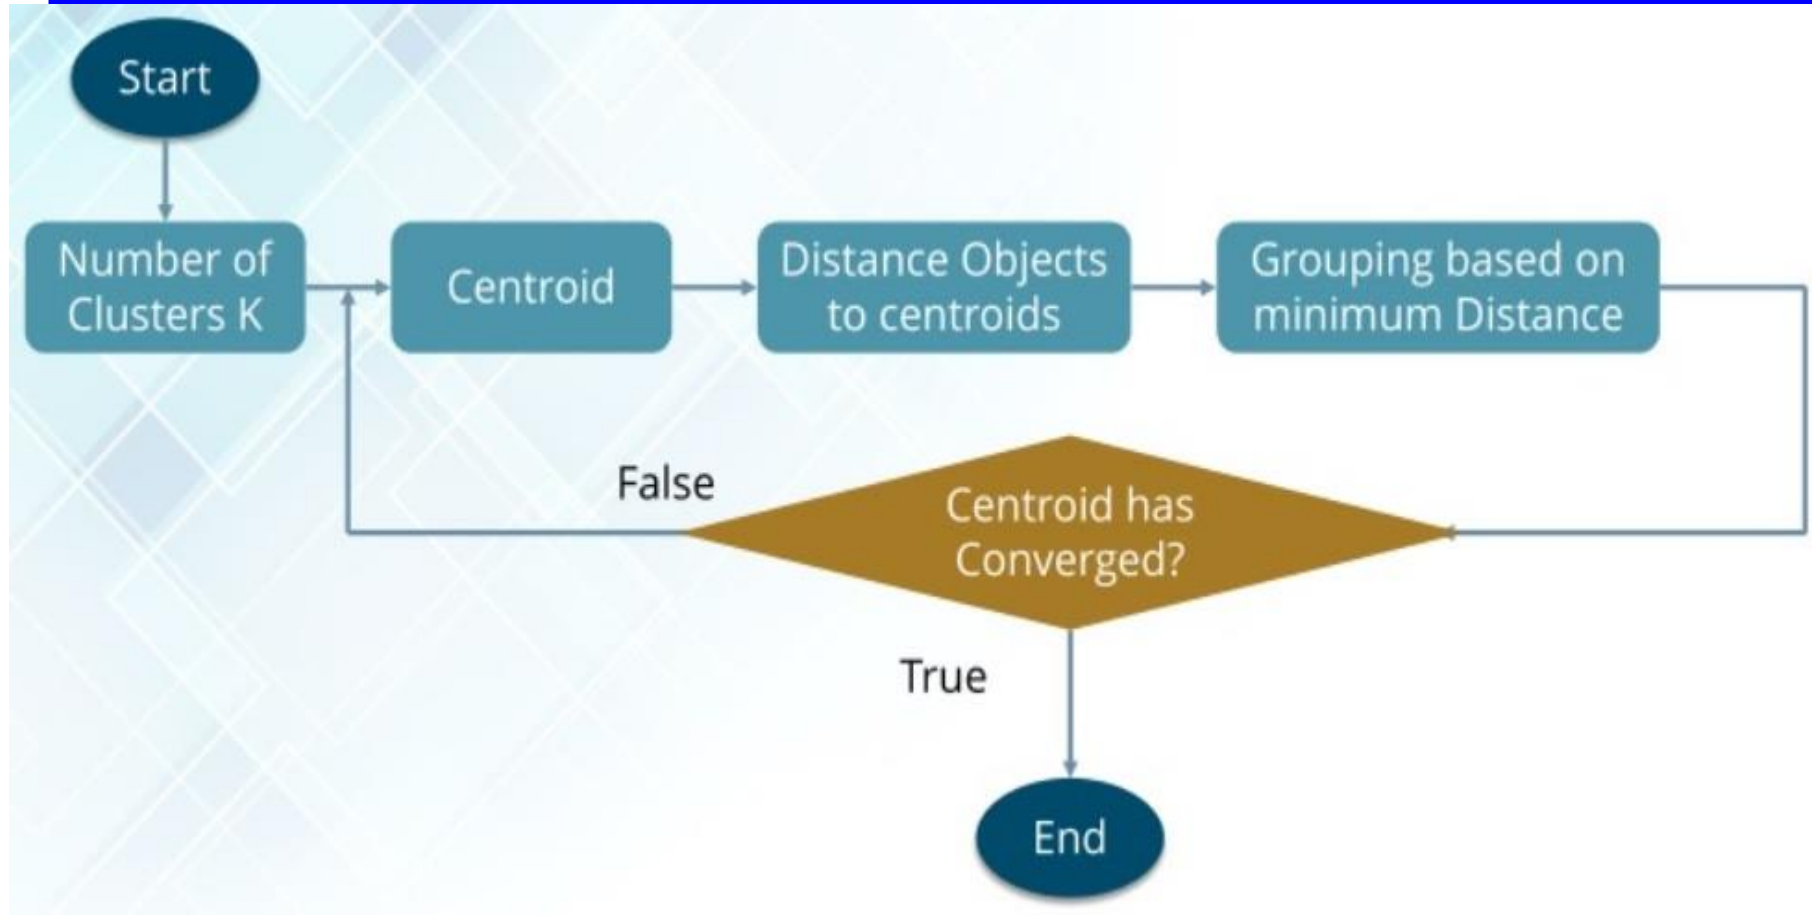 Start
Number of
Clusters K
Centroid
Distance Objects
to centroids
Grouping based on
minimum Distance
False
Centroid has
Converged?
True
End